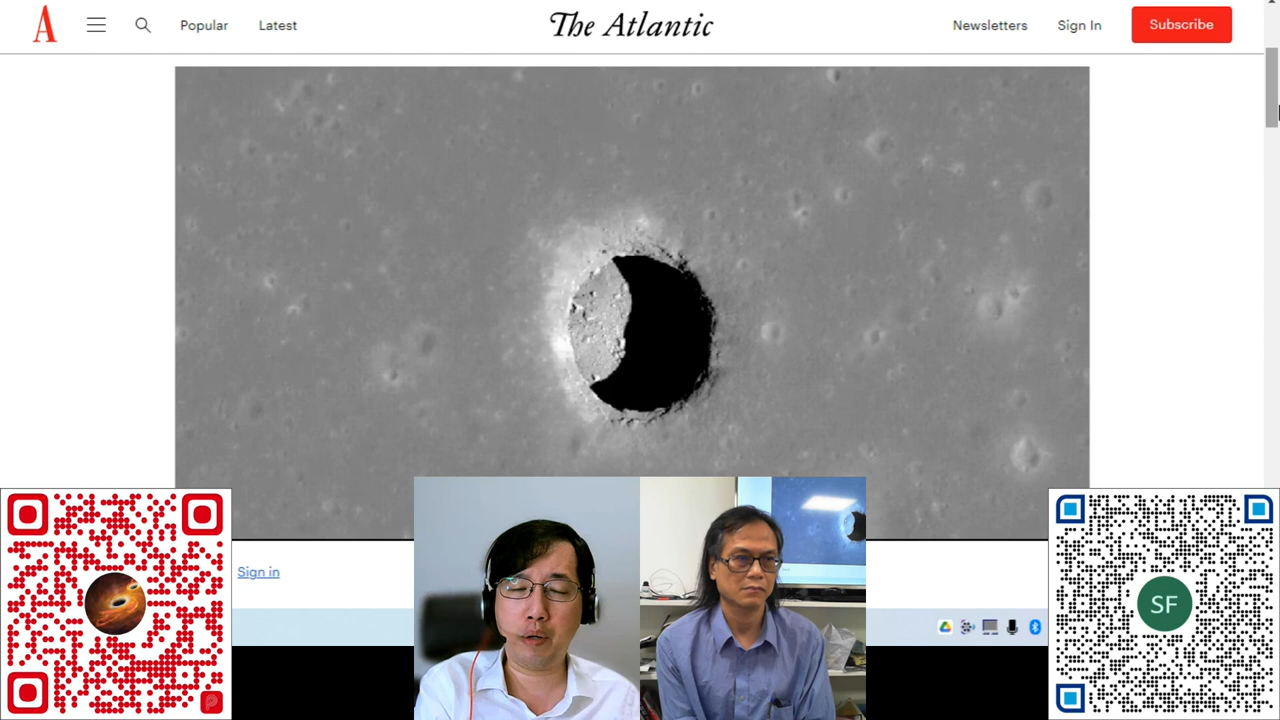 A
Popular
Latest
The Atlantic
Newsletters
Sign In
Subscribe
Sign in
SF